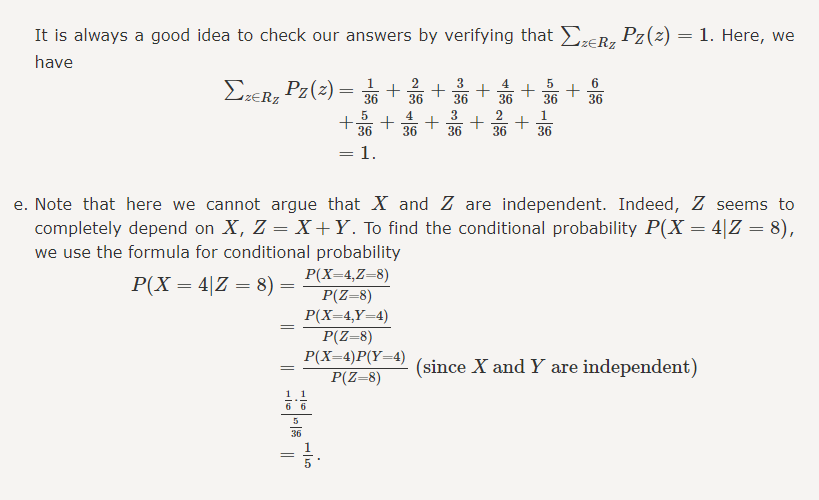 It is always a good idea to check our answers by verifying that ∑_{z∈R_Z} P_Z(z) = 1. Here, we
have
∑_{z∈R_Z} P_Z(z) = 1/36 + 2/36 + 3/36 + 4/36 + 5/36 + 6/36
+ 5/36 + 4/36 + 3/36 + 2/36 + 1/36
= 1.
e. Note that here we cannot argue that X and Z are independent. Indeed, Z seems to
completely depend on X, Z = X + Y. To find the conditional probability P(X = 4|Z = 8),
we use the formula for conditional probability
P(X = 4|Z = 8) = P(X=4,Z=8)/P(Z=8)
= P(X=4,Y=4)/P(Z=8)
= P(X=4)P(Y=4)/P(Z=8) (since X and Y are independent)
(1/6 · 1/6)/(5/36)
= 1/5.